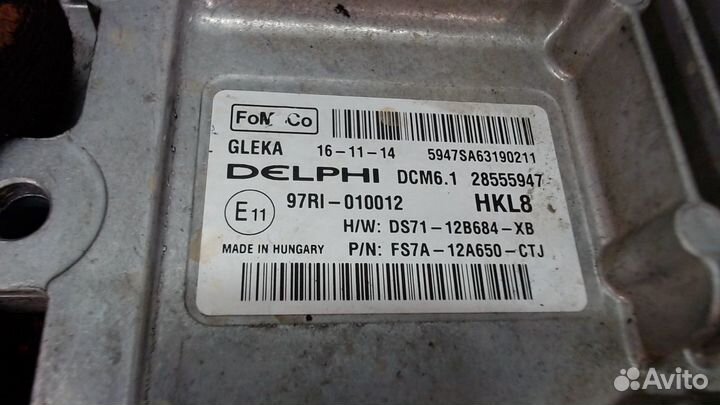 FoMoCo
GLEKA 16-11-14 5947SA63190211
DELPHI DCM6.1 28555947
E11 97RI-010012 HKL8
H/W: DS71-12B684-XB
MADE IN HUNGARY P/N: FS7A-12A650-CTJ
Avito